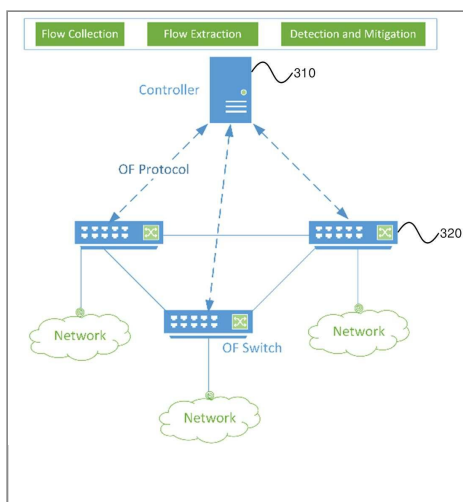 Flow Collection
Flow Extraction
Detection and Mitigation
310
Controller
OF Protocol
320
Network
Network
OF Switch
Network